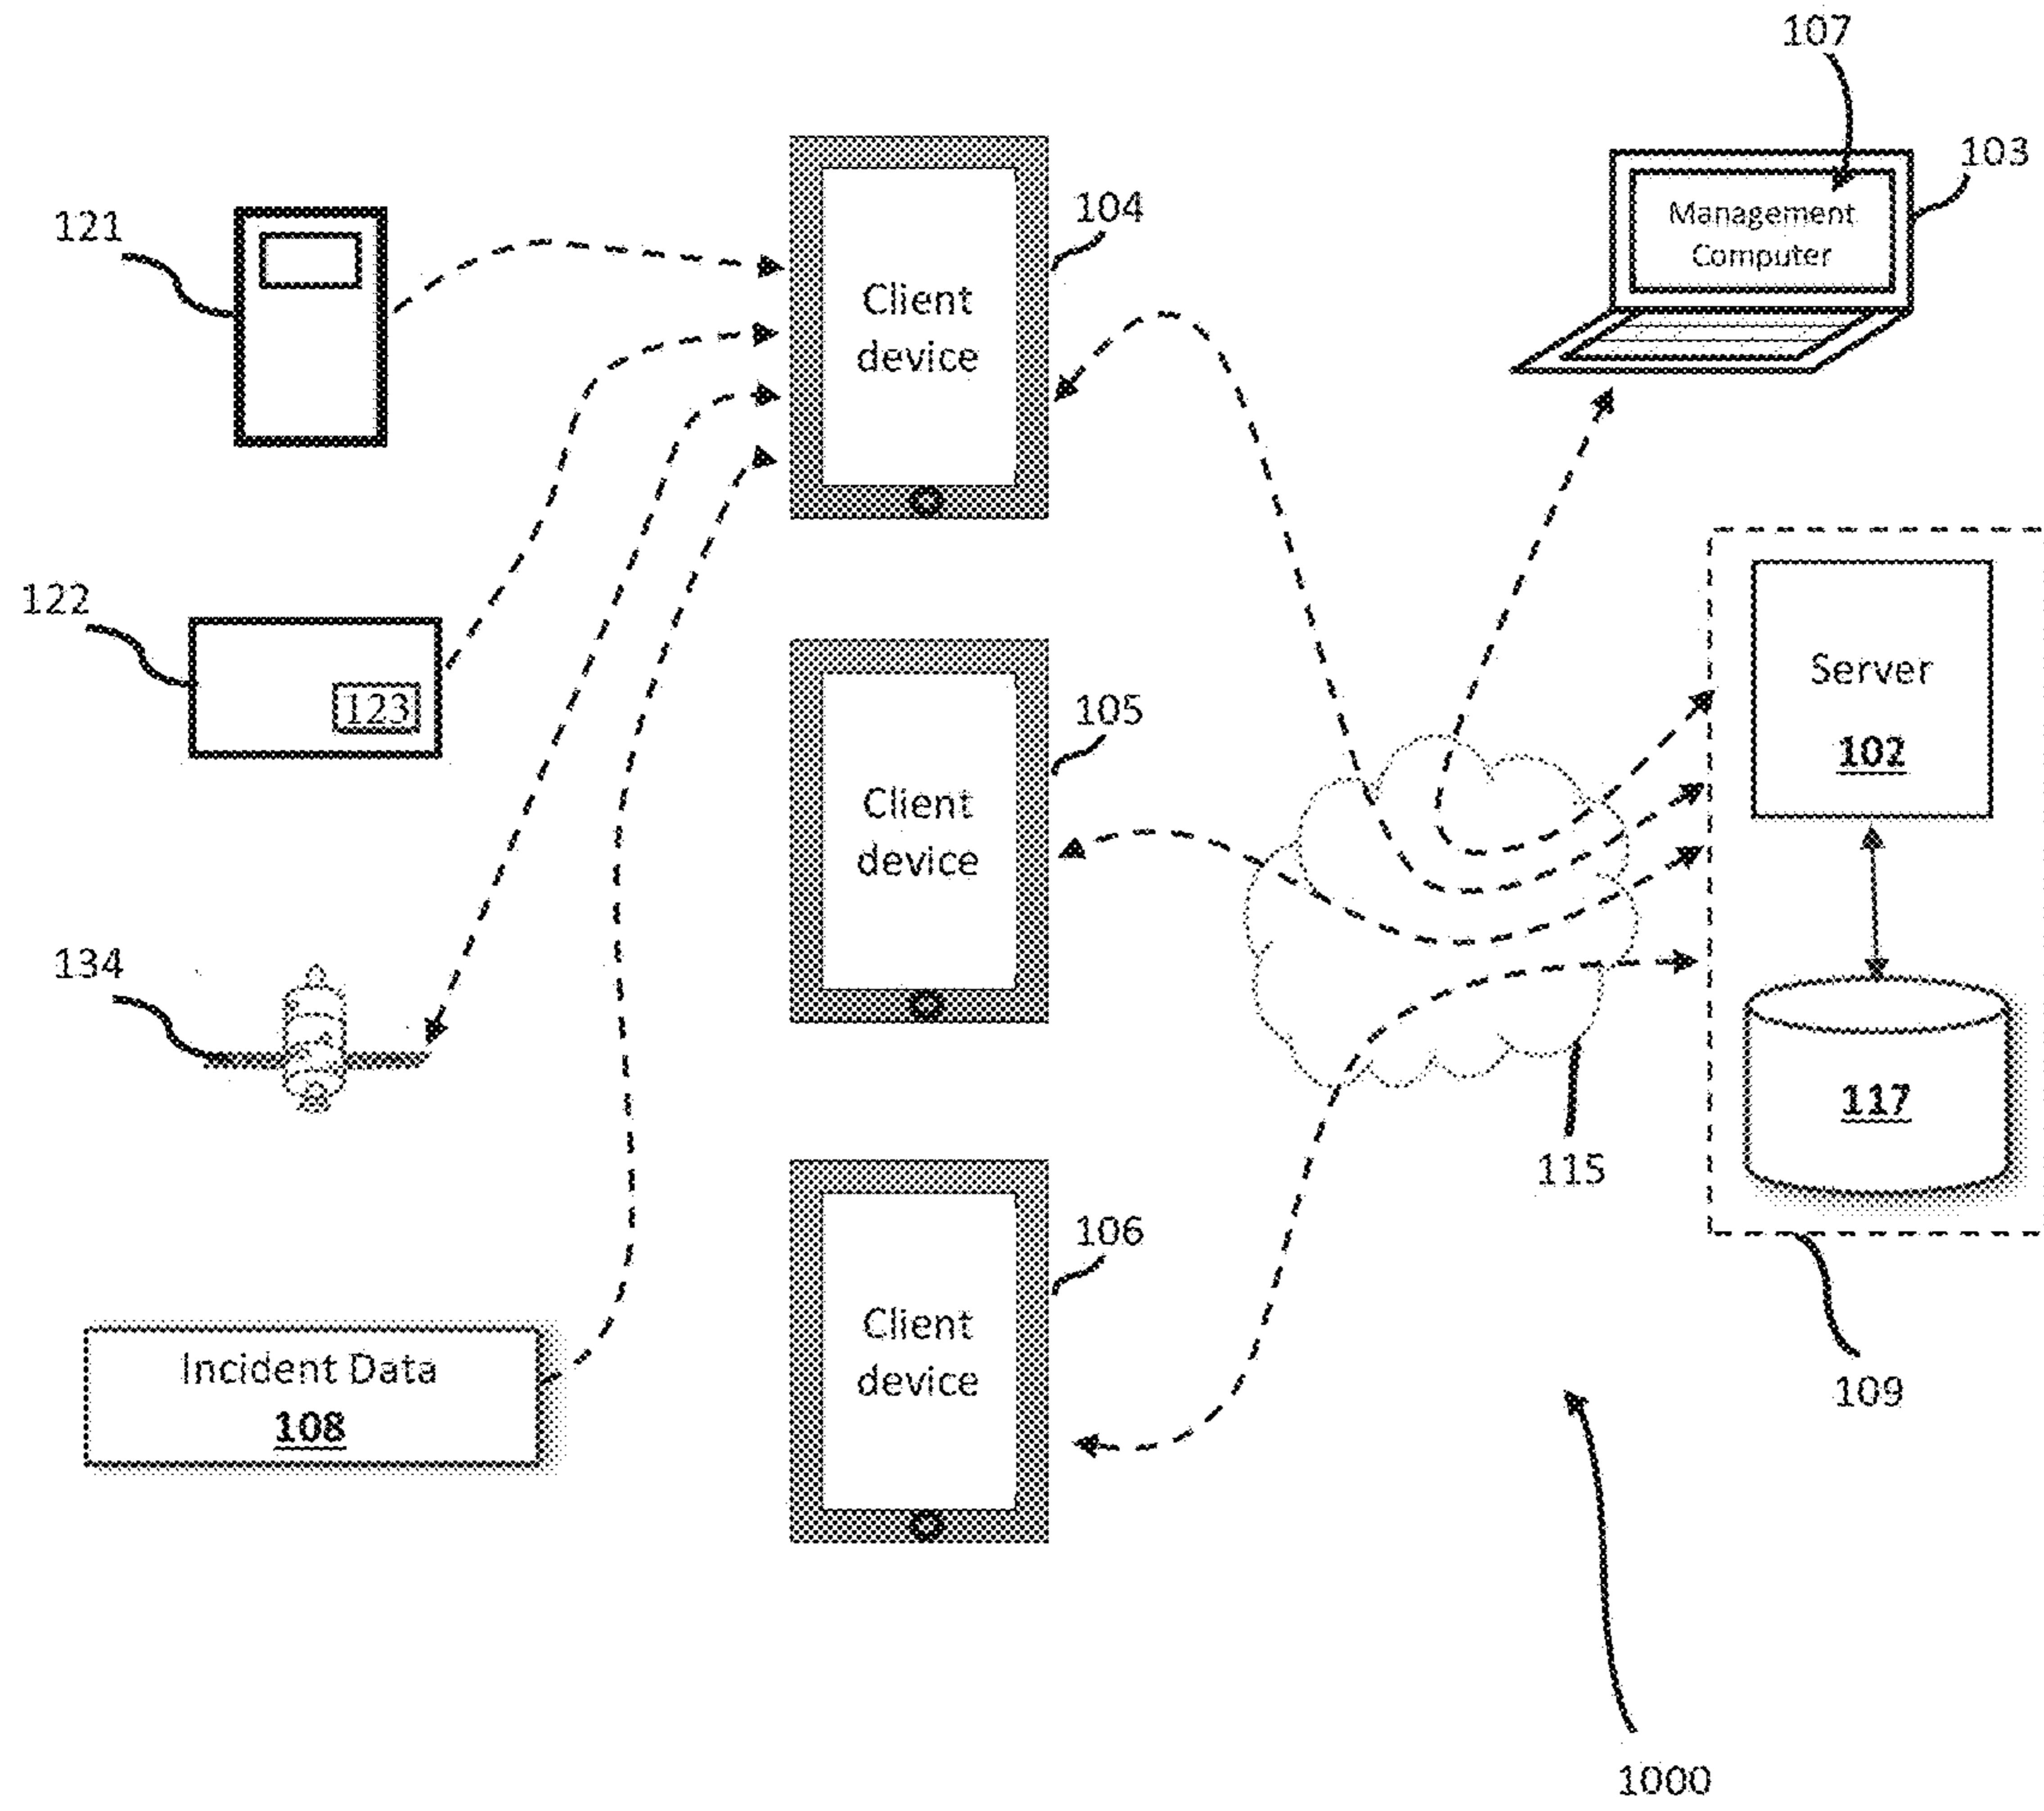 107
103
Management
Computer
121
104
Client
device
122
123
105
Client
device
Server
102
134
117
115
106
Client
device
Incident Data
108
109
1000